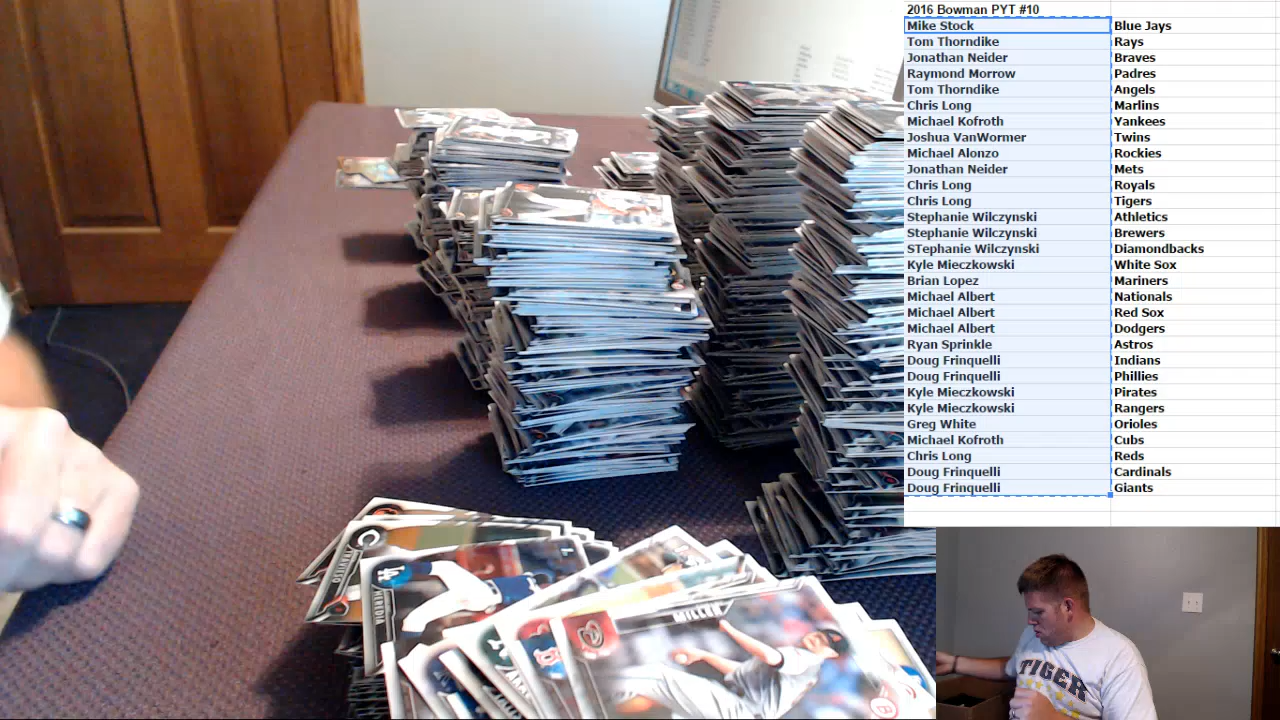 2016 Bowman PYT #10
Mike Stock Blue Jays
Tom Thorndike Rays
Jonathan Neider Braves
Raymond Morrow Padres
Tom Thorndike Angels
Chris Long Marlins
Michael Kofroth Yankees
Joshua VanWormer Twins
Michael Alonzo Rockies
Jonathan Neider Mets
Chris Long Royals
Chris Long Tigers
Stephanie Wilczynski Athletics
Stephanie Wilczynski Brewers
STephanie Wilczynski Diamondbacks
Kyle Mieczkowski White Sox
Brian Lopez Mariners
Michael Albert Nationals
Michael Albert Red Sox
Michael Albert Dodgers
Ryan Sprinkle Astros
Doug Frinquelli Indians
Doug Frinquelli Phillies
Kyle Mieczkowski Pirates
Kyle Mieczkowski Rangers
Greg White Orioles
Michael Kofroth Cubs
Chris Long Reds
Doug Frinquelli Cardinals
Doug Frinquelli Giants
HEREDIA
MILLER
TIGER